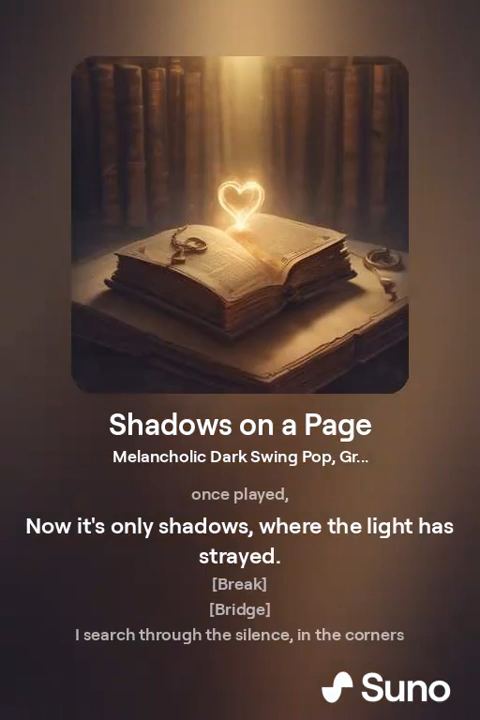 Shadows on a Page
Melancholic Dark Swing Pop, Gr...
once played,
Now it's only shadows, where the light has
strayed.
[Break]
[Bridge]
I search through the silence, in the corners
Suno